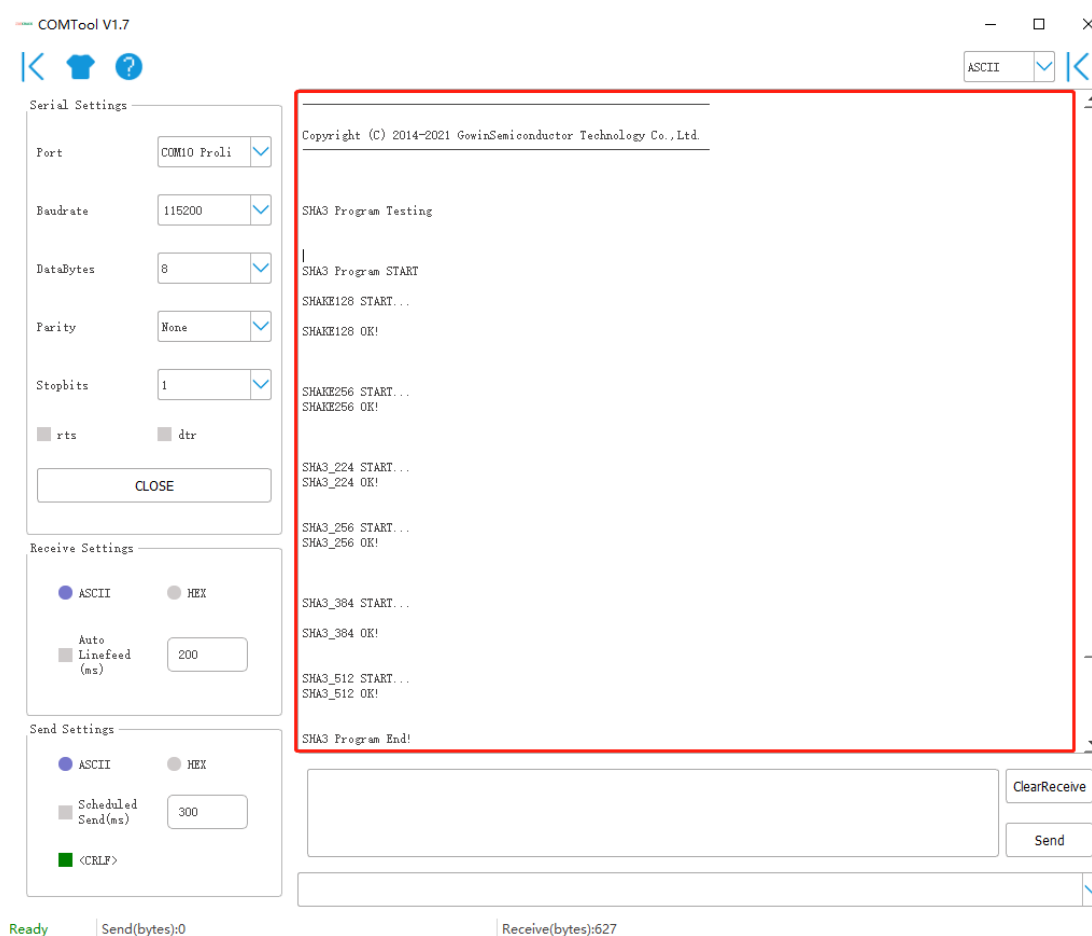 COMTool V1.7
ASCII
Serial Settings
Port
COM10 Proli
Baudrate
115200
DataBytes
8
Parity
None
Stopbits
1
rts
dtr
CLOSE
Receive Settings
ASCII
HEX
Auto
Linefeed
(ms)
200
Send Settings
ASCII
HEX
Scheduled
Send(ms)
300
<CRLF>
Copyright (C) 2014-2021 GowinSemiconductor Technology Co.,Ltd.
SHA3 Program Testing
SHA3 Program START
SHAKE128 START...
SHAKE128 OK!
SHAKE256 START...
SHAKE256 OK!
SHA3_224 START...
SHA3_224 OK!
SHA3_256 START...
SHA3_256 OK!
SHA3_384 START...
SHA3_384 OK!
SHA3_512 START...
SHA3_512 OK!
SHA3 Program End!
ClearReceive
Send
Ready
Send(bytes):0
Receive(bytes):627